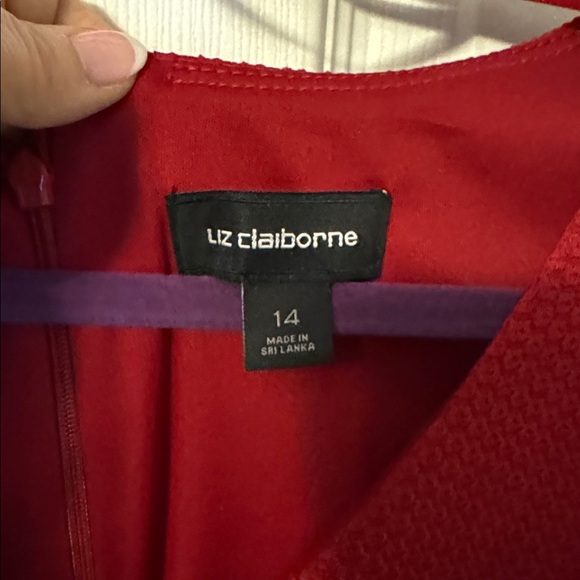 Liz claiborne
14
MADE IN
SRI LANKA